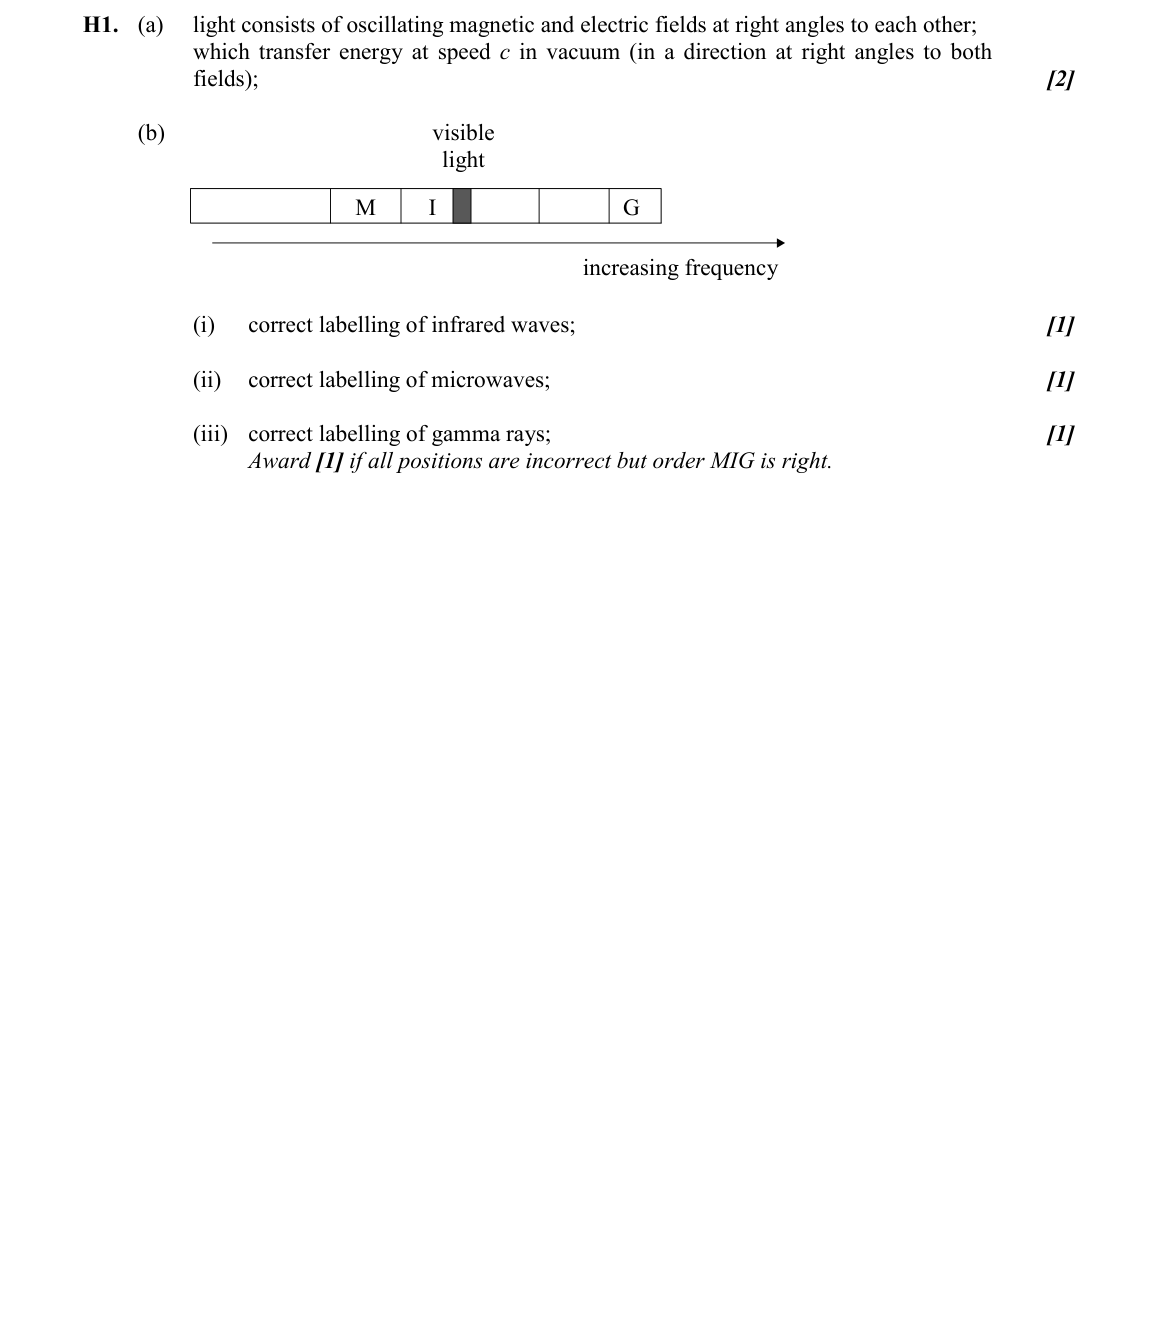 H1. (a) light consists of oscillating magnetic and electric fields at right angles to each other;
which transfer energy at speed c in vacuum (in a direction at right angles to both
fields); [2]
(b) visible
light
M I G
increasing frequency
(i) correct labelling of infrared waves; [1]
(ii) correct labelling of microwaves; [1]
(iii) correct labelling of gamma rays; [1]
Award [1] if all positions are incorrect but order MIG is right.